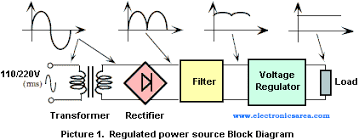 110/220V
(rms)
Transformer
Rectifier
Filter
Voltage
Regulator
Load
www.electronicsarea.com
Picture 1. Regulated power source Block Diagram